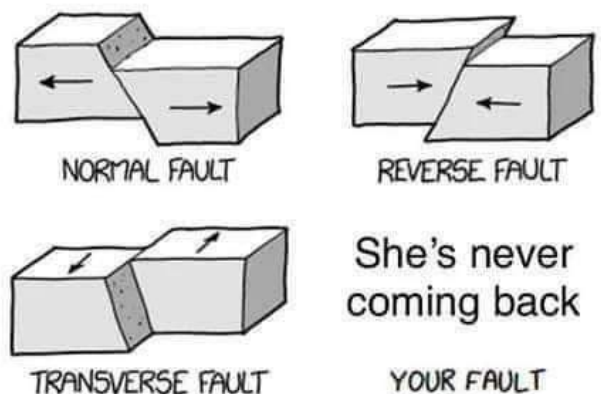 NORMAL FAULT
REVERSE FAULT
She's never
coming back
TRANSVERSE FAULT
YOUR FAULT